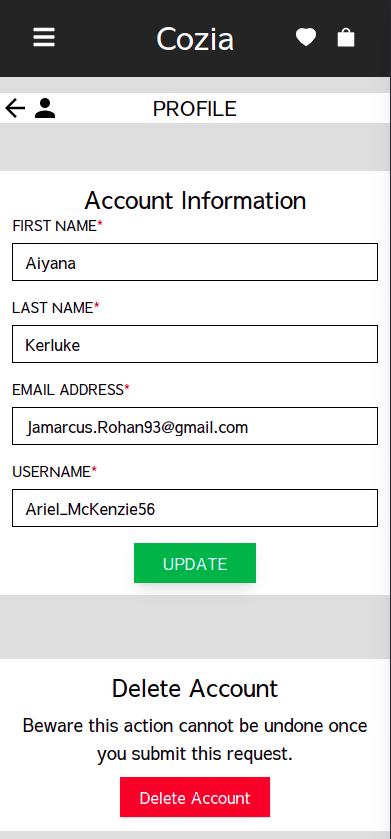 Cozia
PROFILE
Account Information
FIRST NAME*
Aiyana
LAST NAME*
Kerluke
EMAIL ADDRESS*
Jamarcus.Rohan93@gmail.com
USERNAME*
Ariel_McKenzie56
UPDATE
Delete Account
Beware this action cannot be undone once
you submit this request.
Delete Account